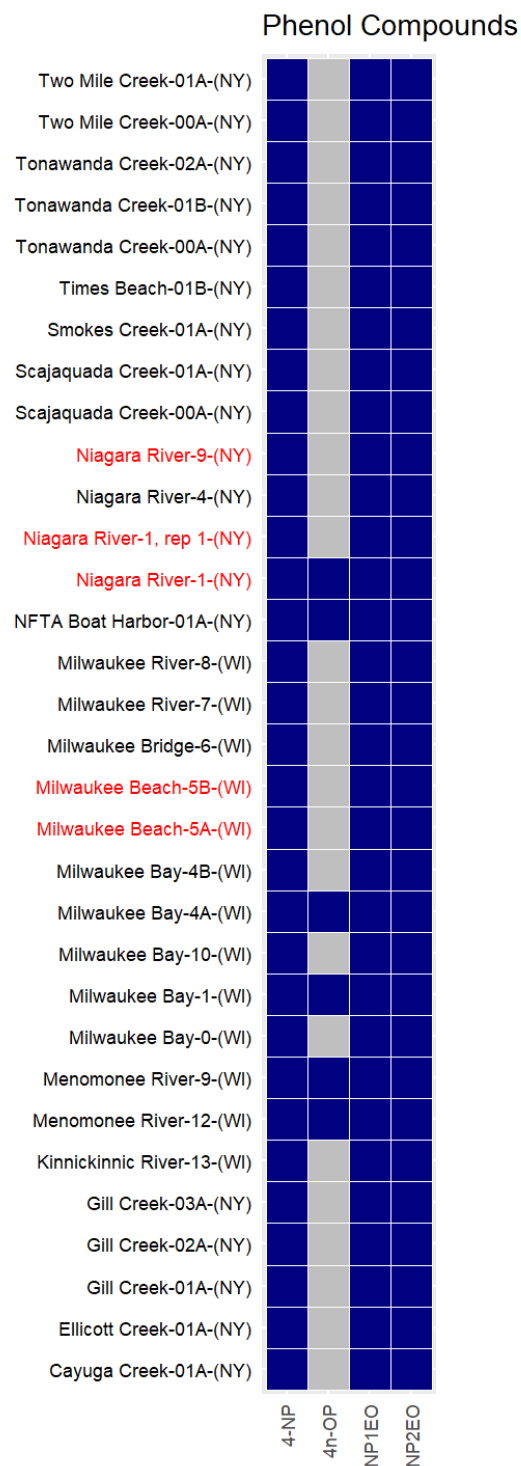 Phenol Compounds
Two Mile Creek-01A-(NY)
Two Mile Creek-00A-(NY)
Tonawanda Creek-02A-(NY)
Tonawanda Creek-01B-(NY)
Tonawanda Creek-00A-(NY)
Times Beach-01B-(NY)
Smokes Creek-01A-(NY)
Scajaquada Creek-01A-(NY)
Scajaquada Creek-00A-(NY)
Niagara River-9-(NY)
Niagara River-4-(NY)
Niagara River-1, rep 1-(NY)
Niagara River-1-(NY)
NFTA Boat Harbor-01A-(NY)
Milwaukee River-8-(WI)
Milwaukee River-7-(WI)
Milwaukee Bridge-6-(WI)
Milwaukee Beach-5B-(WI)
Milwaukee Beach-5A-(WI)
Milwaukee Bay-4B-(WI)
Milwaukee Bay-4A-(WI)
Milwaukee Bay-10-(WI)
Milwaukee Bay-1-(WI)
Milwaukee Bay-0-(WI)
Menomonee River-9-(WI)
Menomonee River-12-(WI)
Kinnickinnic River-13-(WI)
Gill Creek-03A-(NY)
Gill Creek-02A-(NY)
Gill Creek-01A-(NY)
Ellicott Creek-01A-(NY)
Cayuga Creek-01A-(NY)
4-NP
4n-OP
NP1EO
NP2EO